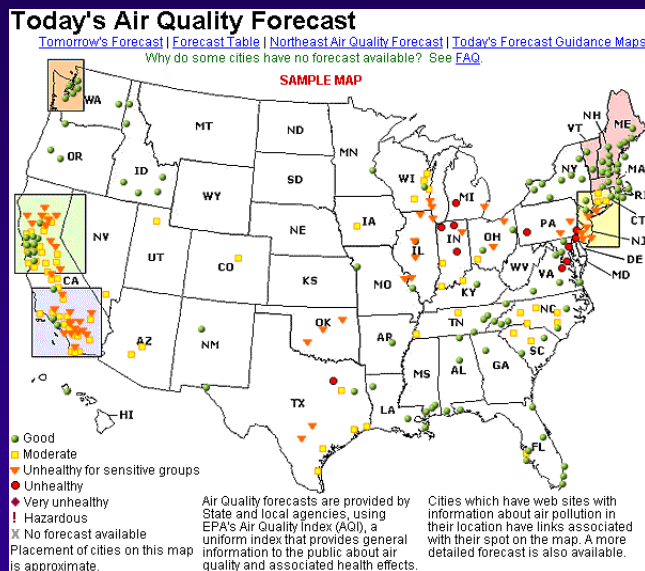 Today's Air Quality Forecast
Tomorrow's Forecast | Forecast Table | Northeast Air Quality Forecast | Today's Forecast Guidance Maps
Why do some cities have no forecast available? See FAQ.
SAMPLE MAP
WA
MT
ND
MN
NH
VT
ME
OR
ID
WY
SD
WI
MI
NY
MA
RI
CT
NJ
DE
MD
NV
UT
CO
NE
KS
IA
MO
IL
IN
OH
PA
WV
VA
KY
CA
AZ
NM
OK
AR
TN
NC
SC
MS
AL
GA
TX
LA
FL
HI
Good
Moderate
Unhealthy for sensitive groups
Unhealthy
Very unhealthy
! Hazardous
X No forecast available
Placement of cities on this map
is approximate.
Air Quality forecasts are provided by
State and local agencies, using
EPA's Air Quality Index (AQI), a
uniform index that provides general
information to the public about air
quality and associated health effects.
Cities which have web sites with
information about air pollution in
their location have links associated
with their spot on the map. A more
detailed forecast is also available.